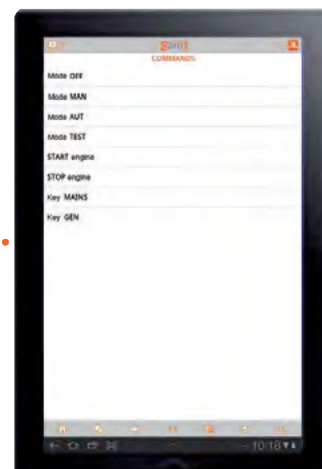 COMMANDS
Mode OFF
Mode MAN
Mode AUT
Mode TEST
START engine
STOP engine
Key MAINS
Key GEN
10:18